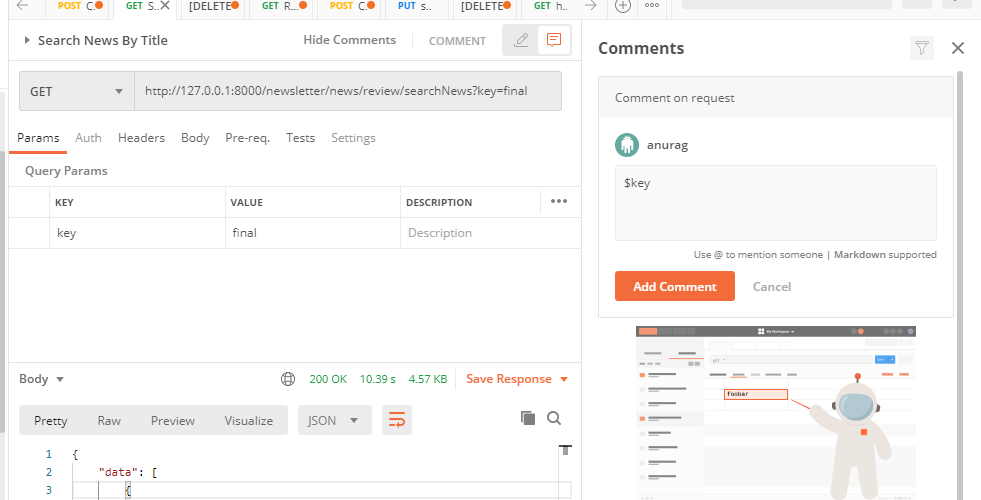 POST C.. GET S.. [DELETE GET R... POST C.. PUT s.. [DELETE GET h..
Search News By Title Hide Comments COMMENT
Comments
GET http://127.0.0.1:8000/newsletter/news/review/searchNews?key=final
Comment on request
Params Auth Headers Body Pre-req. Tests Settings
anurag
Query Params
$key
KEY VALUE DESCRIPTION
key final Description
Use @ to mention someone | Markdown supported
Add Comment Cancel
My Workspace
Body 200 OK 10.39 s 4.57 KB Save Response
foobar
Pretty Raw Preview Visualize JSON
1 {
2 "data": [
3 {